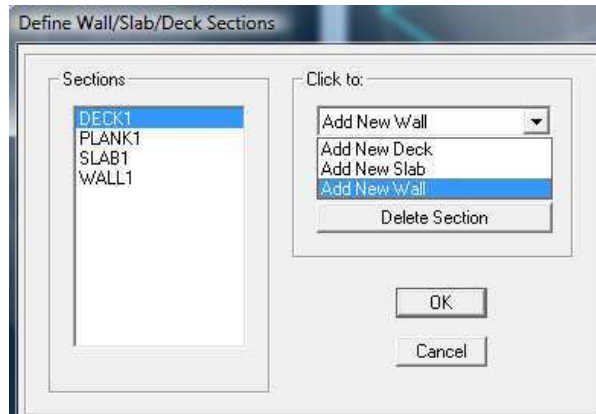 Define Wall/Slab/Deck Sections
Sections
DECK1
PLANK1
SLAB1
WALL1
Click to:
Add New Wall
Add New Deck
Add New Slab
Add New Wall
Delete Section
OK
Cancel